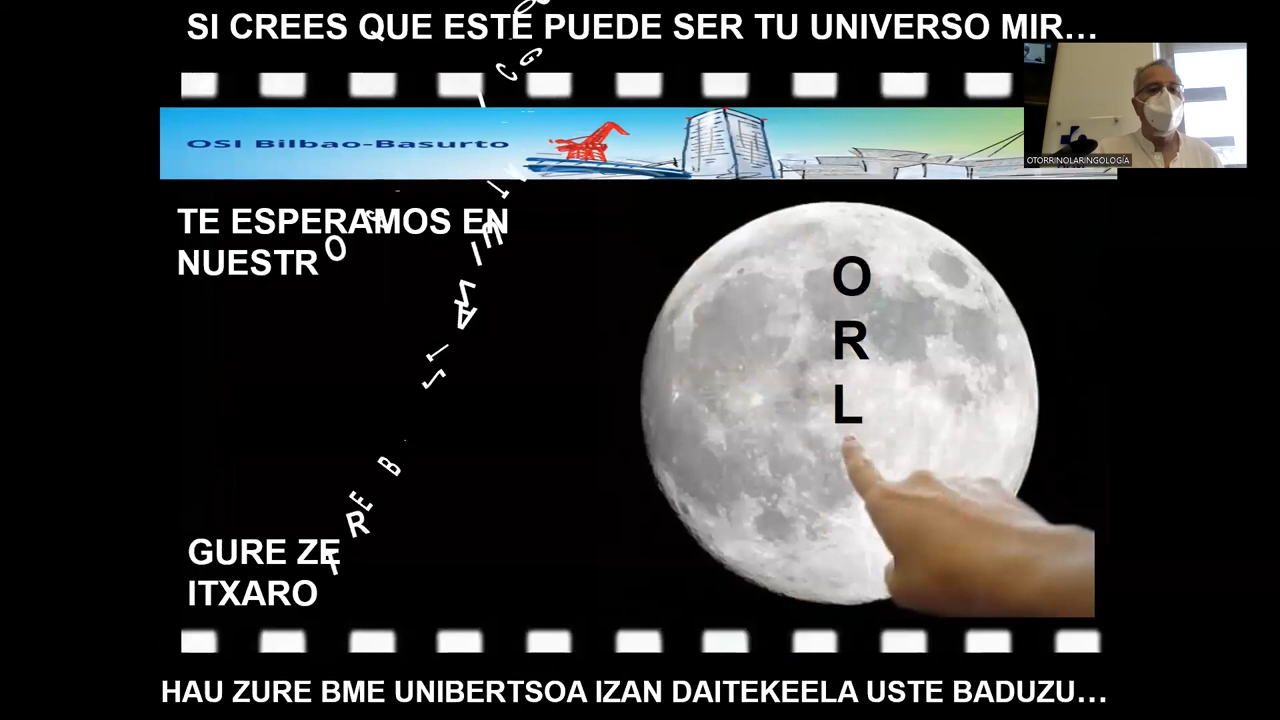 SI CREES QUE ESTE PUEDE SER TU UNIVERSO MIR...
OSI Bilbao-Basurto
OTORRINOLARINGOLOGÍA
TE ESPERAMOS EN
NUESTRO
O
R
L
GURE ZE
ITXARO
HAU ZURE BME UNIBERTSOA IZAN DAITEKEELA USTE BADUZU...